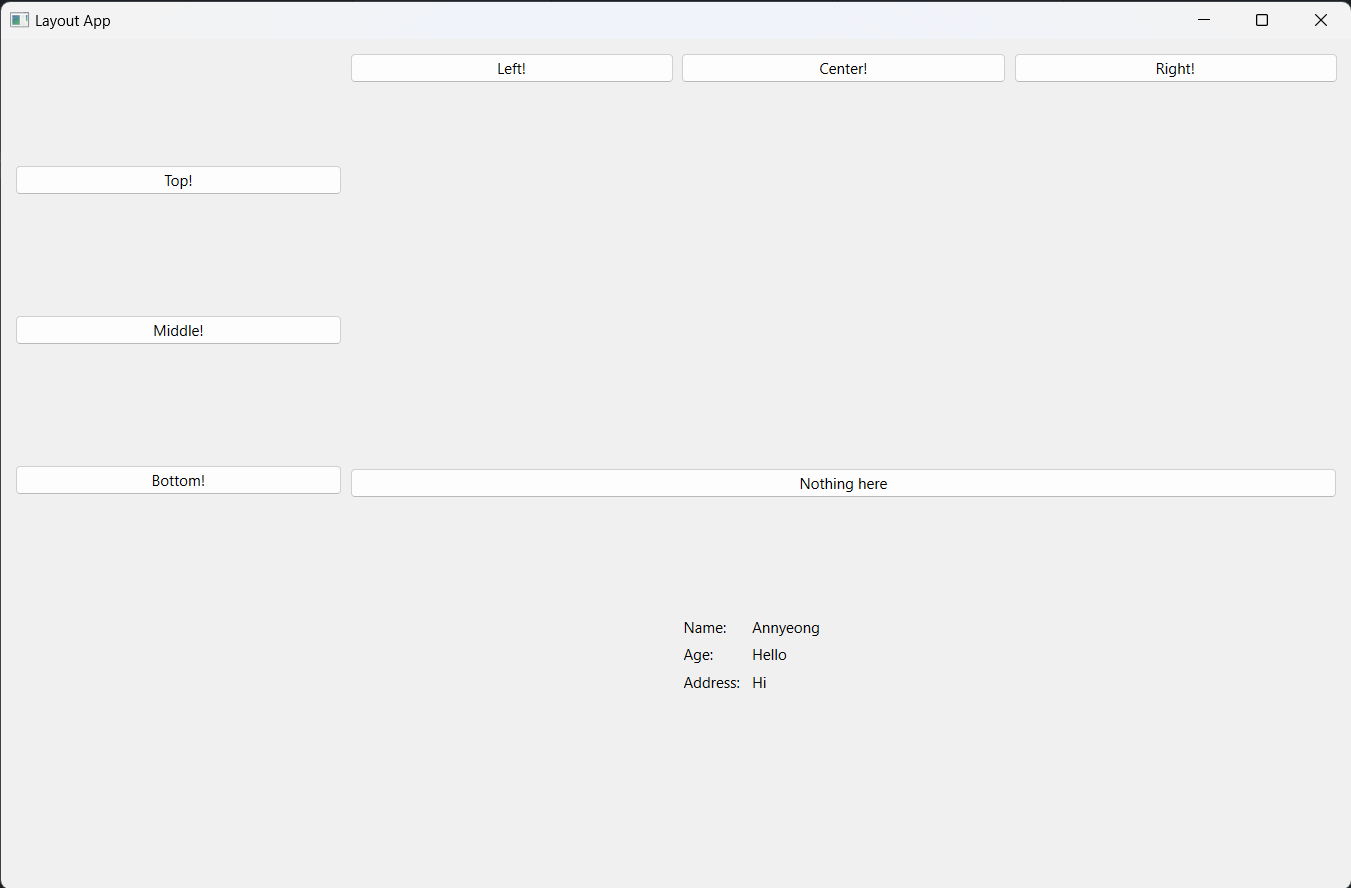 Layout App
Left! Center! Right!
Top!
Middle!
Bottom! Nothing here
Name: Annyeong
Age: Hello
Address: Hi